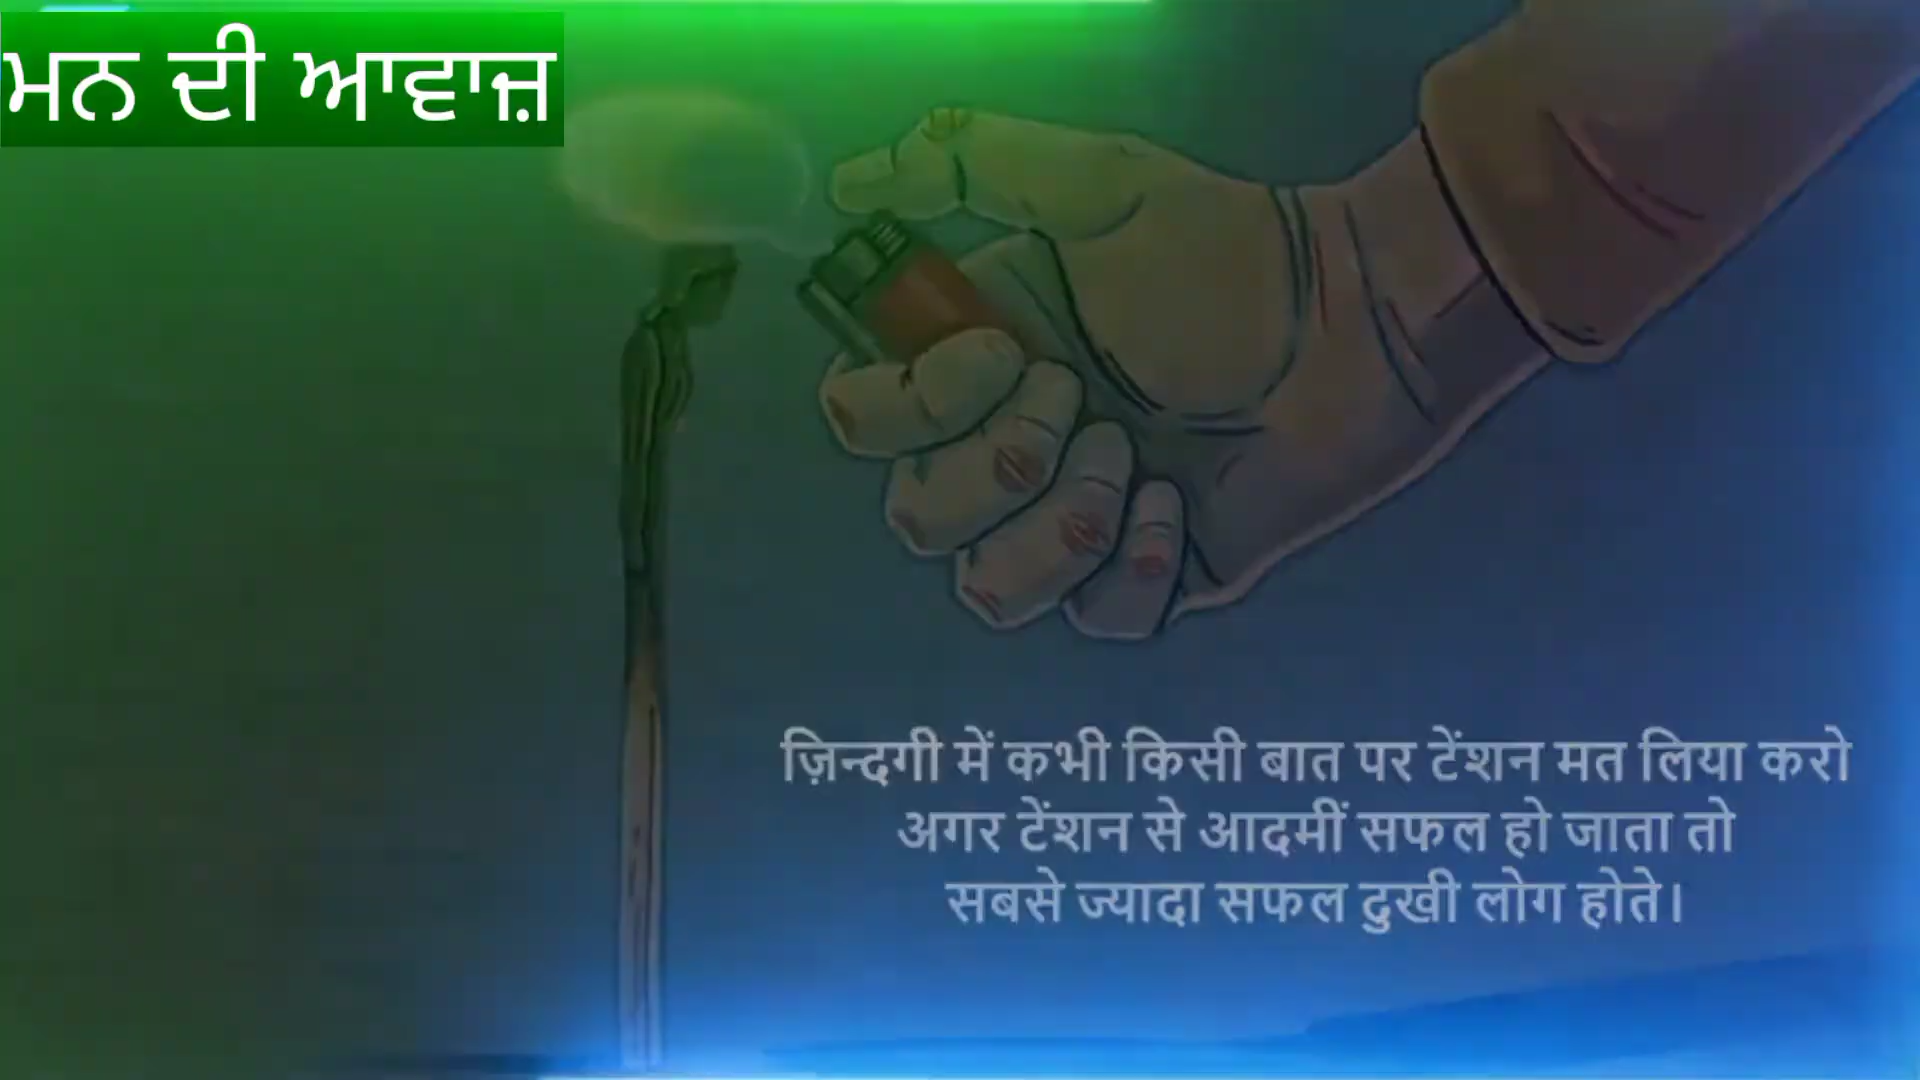 ਮਨ ਦੀ ਆਵਾਜ਼
ज़िन्दगी में कभी किसी बात पर टेंशन मत लिया करो
अगर टेंशन से आदमीं सफल हो जाता तो
सबसे ज्यादा सफल दुखी लोग होते।